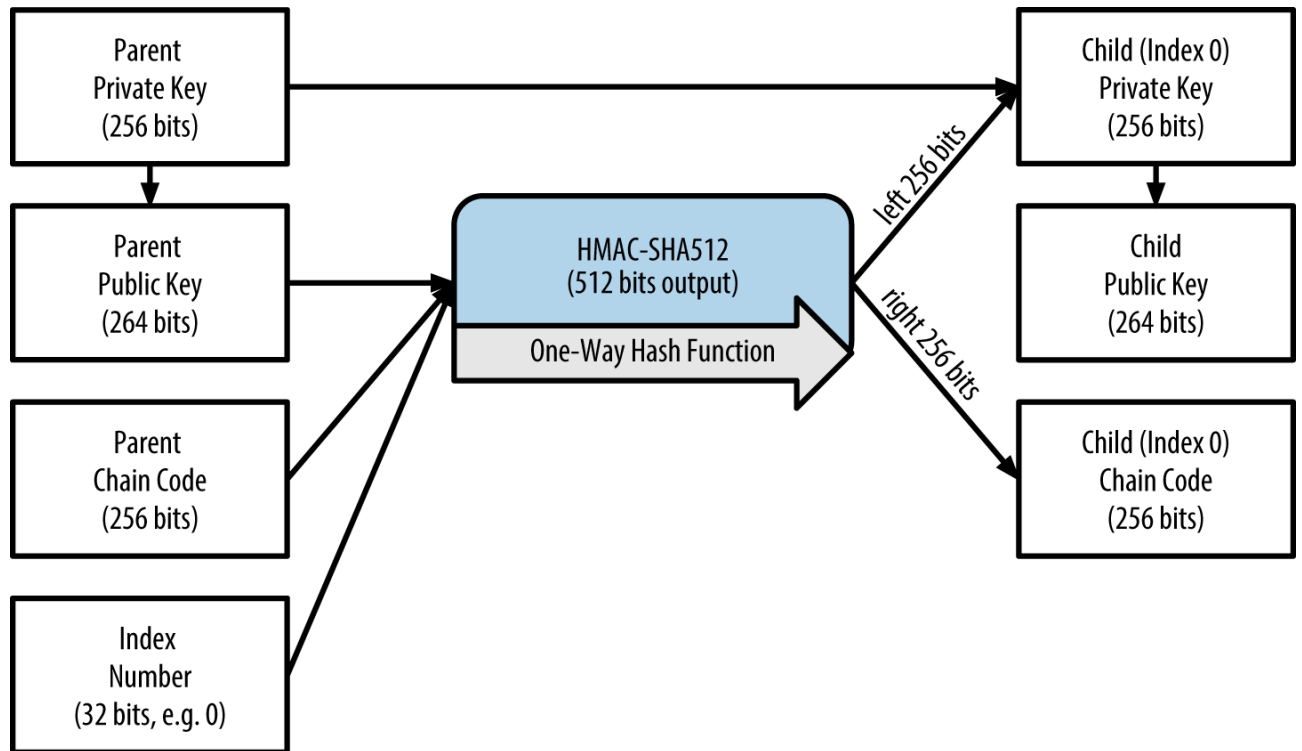 Parent
Private Key
(256 bits)
Parent
Public Key
(264 bits)
Parent
Chain Code
(256 bits)
Index
Number
(32 bits, e.g. 0)
HMAC-SHA512
(512 bits output)
One-Way Hash Function
left 256 bits
right 256 bits
Child (Index 0)
Private Key
(256 bits)
Child
Public Key
(264 bits)
Child (Index 0)
Chain Code
(256 bits)